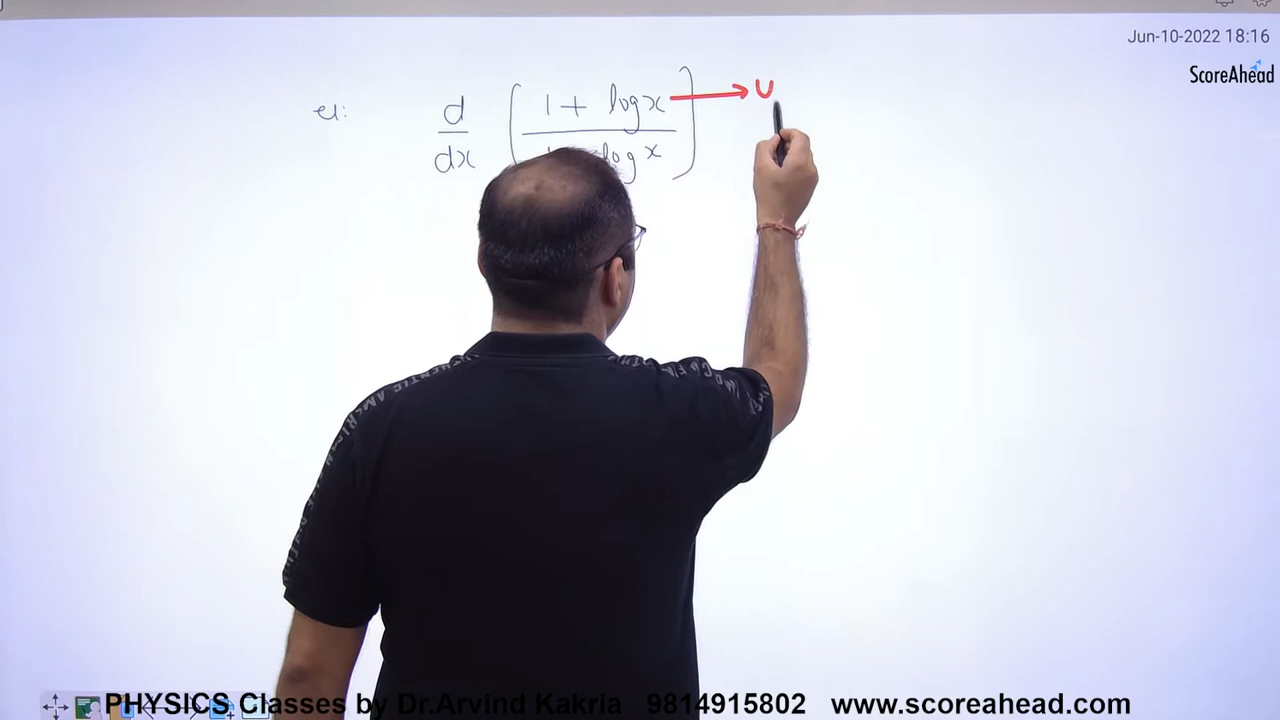 Jun-10-2022 18:16
ScoreAhead
d/dx (1 + log x → U
log x)
PHYSICS Classes by Dr.Arvind Kakria 9814915802 www.scoreahead.com